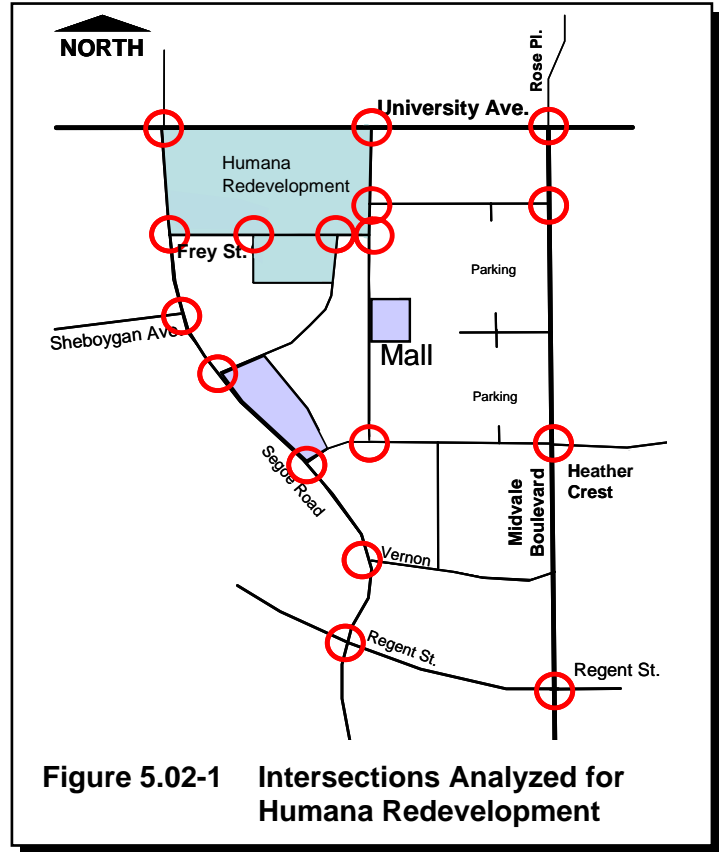 NORTH
Rose Pl.
University Ave.
Humana
Redevelopment
Frey St.
Parking
Sheboygan Ave.
Mall
Parking
Segoe Road
Midvale
Boulevard
Heather
Crest
Vernon
Regent St.
Regent St.
Figure 5.02-1 Intersections Analyzed for
Humana Redevelopment